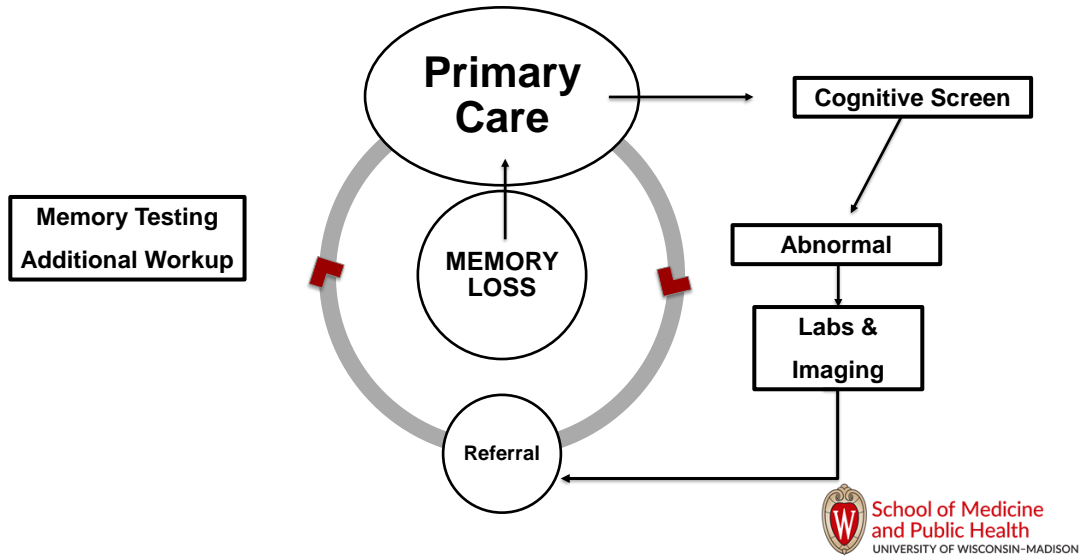 Primary
Care
Cognitive Screen
Memory Testing
Additional Workup
MEMORY
LOSS
Abnormal
Labs &
Imaging
Referral
W
School of Medicine
and Public Health
UNIVERSITY OF WISCONSIN–MADISON